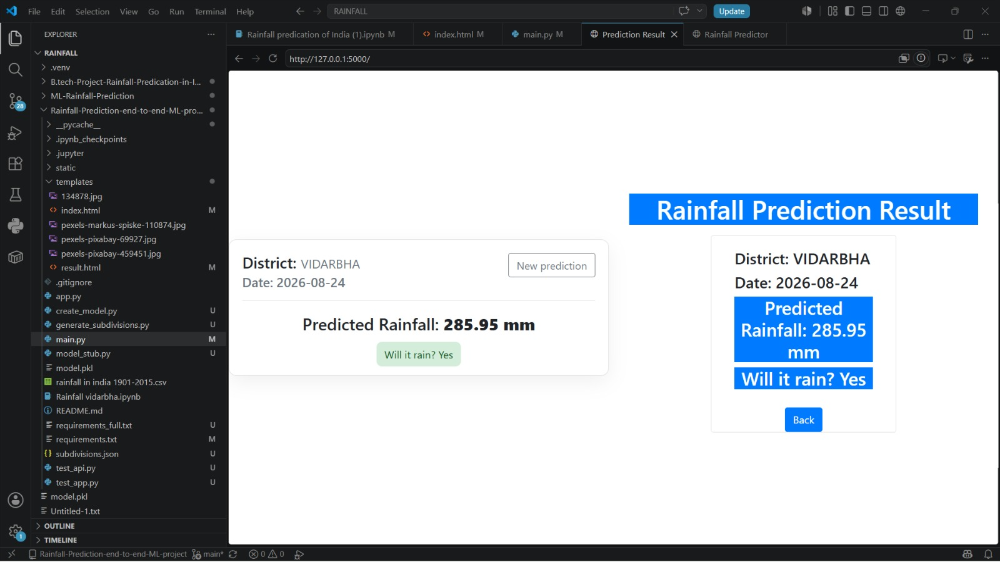 File Edit Selection View Go Run Terminal Help
RAINFALL
Update
EXPLORER
RAINFALL
.venv
B.tech-Project-Rainfall-Predication-in-I...
ML-Rainfall-Prediction
Rainfall-Prediction-end-to-end-ML-pro...
__pycache__
.ipynb_checkpoints
.jupyter
static
templates
134878.jpg
index.html M
pexels-markus-spiske-110874.jpg
pexels-pixabay-69927.jpg
pexels-pixabay-459451.jpg
result.html M
.gitignore
app.py
create_model.py U
generate_subdivisions.py U
main.py M
model_stub.py U
model.pkl
rainfall in india 1901-2015.csv
Rainfall vidarbha.ipynb
README.md
requirements_full.txt U
requirements.txt M
subdivisions.json U
test_api.py U
test_app.py U
model.pkl
Untitled-1.txt
OUTLINE
TIMELINE
28
1
Rainfall predication of India (1).ipynb M
index.html M
main.py M
Prediction Result
Rainfall Predictor
http://127.0.0.1:5000/
District: VIDARBHA
Date: 2026-08-24
New prediction
Predicted Rainfall: 285.95 mm
Will it rain? Yes
Rainfall Prediction Result
District: VIDARBHA
Date: 2026-08-24
Predicted
Rainfall: 285.95
mm
Will it rain? Yes
Back
Rainfall-Prediction-end-to-end-ML-project main* 0 0